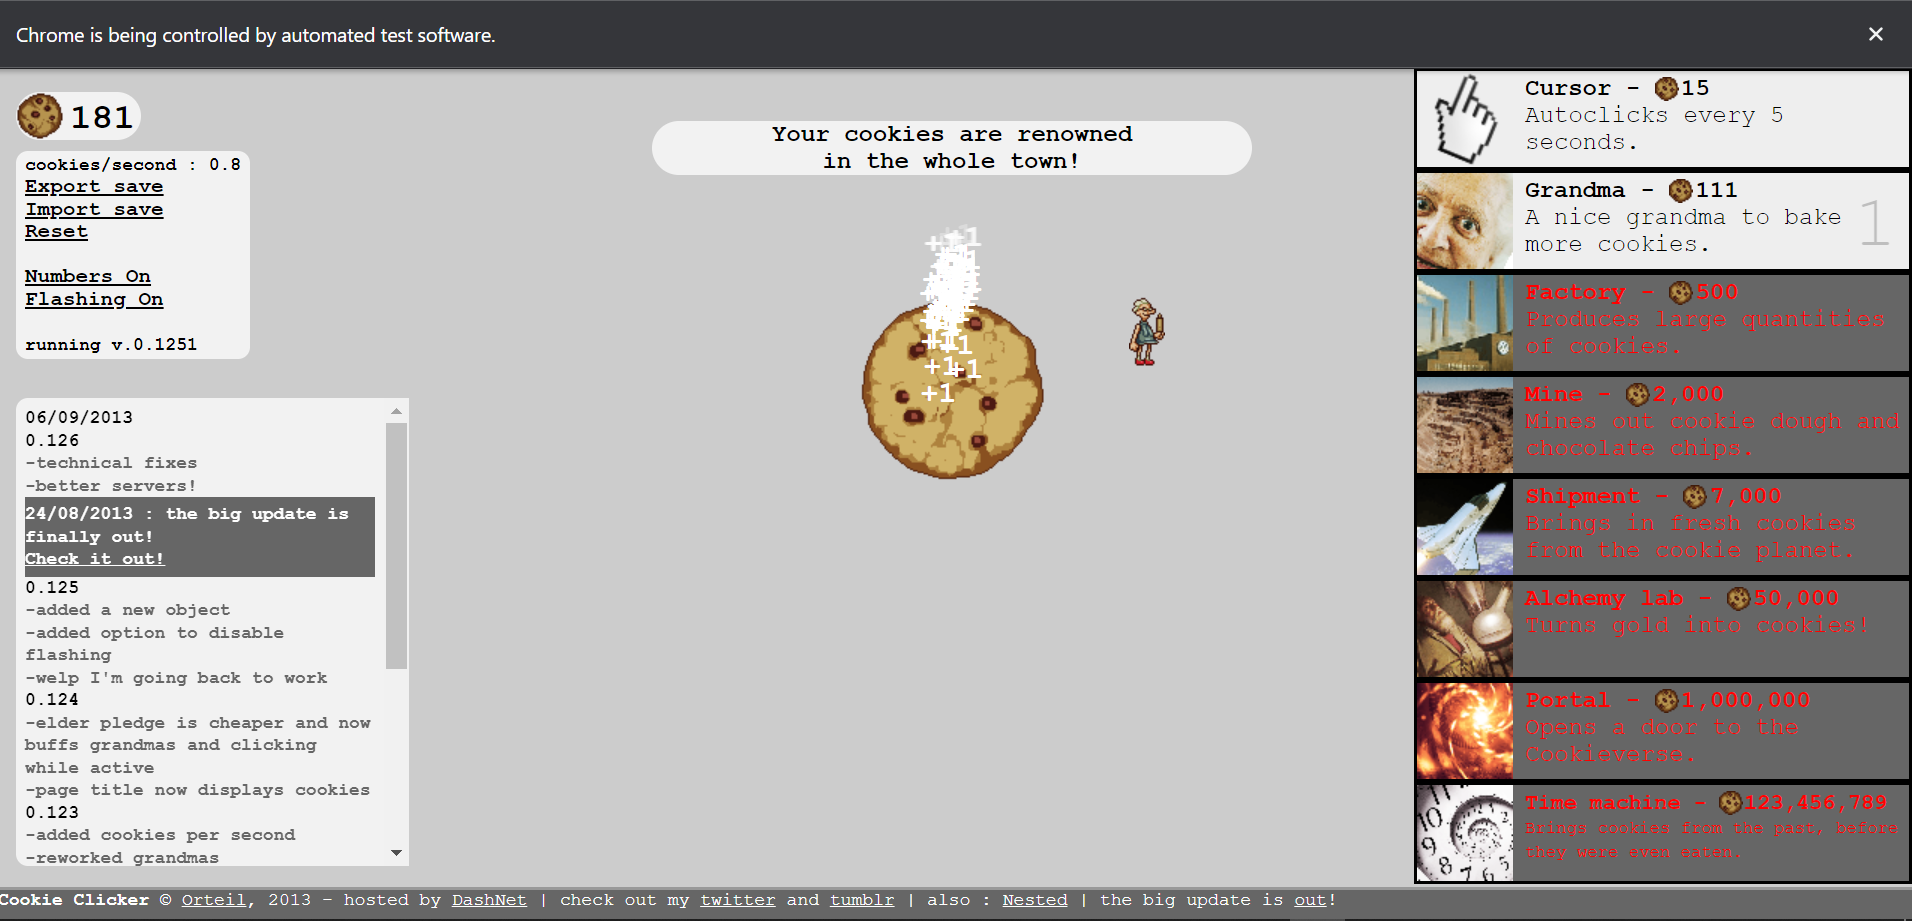 Chrome is being controlled by automated test software.
181
cookies/second : 0.8
Export save
Import save
Reset
Numbers On
Flashing On
running v.0.1251
06/09/2013
0.126
-technical fixes
-better servers!
24/08/2013 : the big update is
finally out!
Check it out!
0.125
-added a new object
-added option to disable
flashing
-welp I'm going back to work
0.124
-elder pledge is cheaper and now
buffs grandmas and clicking
while active
-page title now displays cookies
0.123
-added cookies per second
-reworked grandmas
Your cookies are renowned
in the whole town!
+1
+1
+1
+1
+1
+1
Cursor - 15
Autoclicks every 5
seconds.
Grandma - 111
A nice grandma to bake
more cookies.
1
Factory - 500
Produces large quantities
of cookies.
Mine - 2,000
Mines out cookie dough and
chocolate chips.
Shipment - 7,000
Brings in fresh cookies
from the cookie planet.
Alchemy lab - 50,000
Turns gold into cookies!
Portal - 1,000,000
Opens a door to the
Cookieverse.
Time machine - 123,456,789
Brings cookies from the past, before
they were even eaten.
Cookie Clicker © Orteil, 2013 - hosted by DashNet | check out my twitter and tumblr | also : Nested | the big update is out!